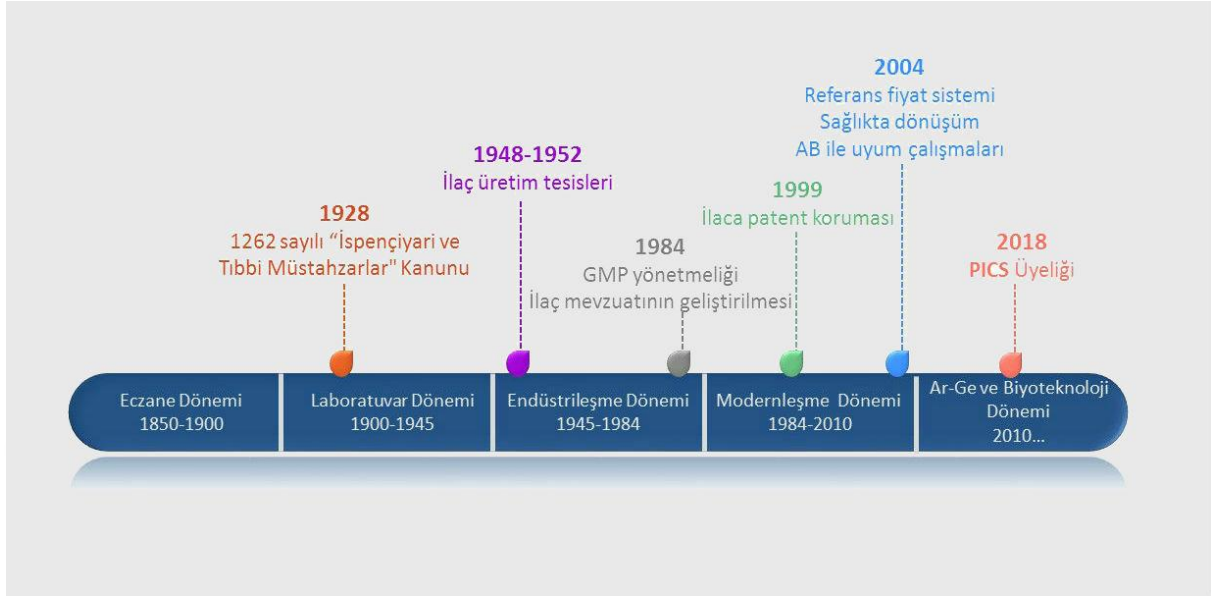 1928
1262 sayılı “İspençiyari ve
Tıbbi Müstahzarlar" Kanunu
1948-1952
İlaç üretim tesisleri
1984
GMP yönetmeliği
İlaç mevzuatının geliştirilmesi
1999
İlaca patent koruması
2004
Referans fiyat sistemi
Sağlıkta dönüşüm
AB ile uyum çalışmaları
2018
PICS Üyeliği
Eczane Dönemi
1850-1900
Laboratuvar Dönemi
1900-1945
Endüstrileşme Dönemi
1945-1984
Modernleşme Dönemi
1984-2010
Ar-Ge ve Biyoteknoloji
Dönemi
2010...